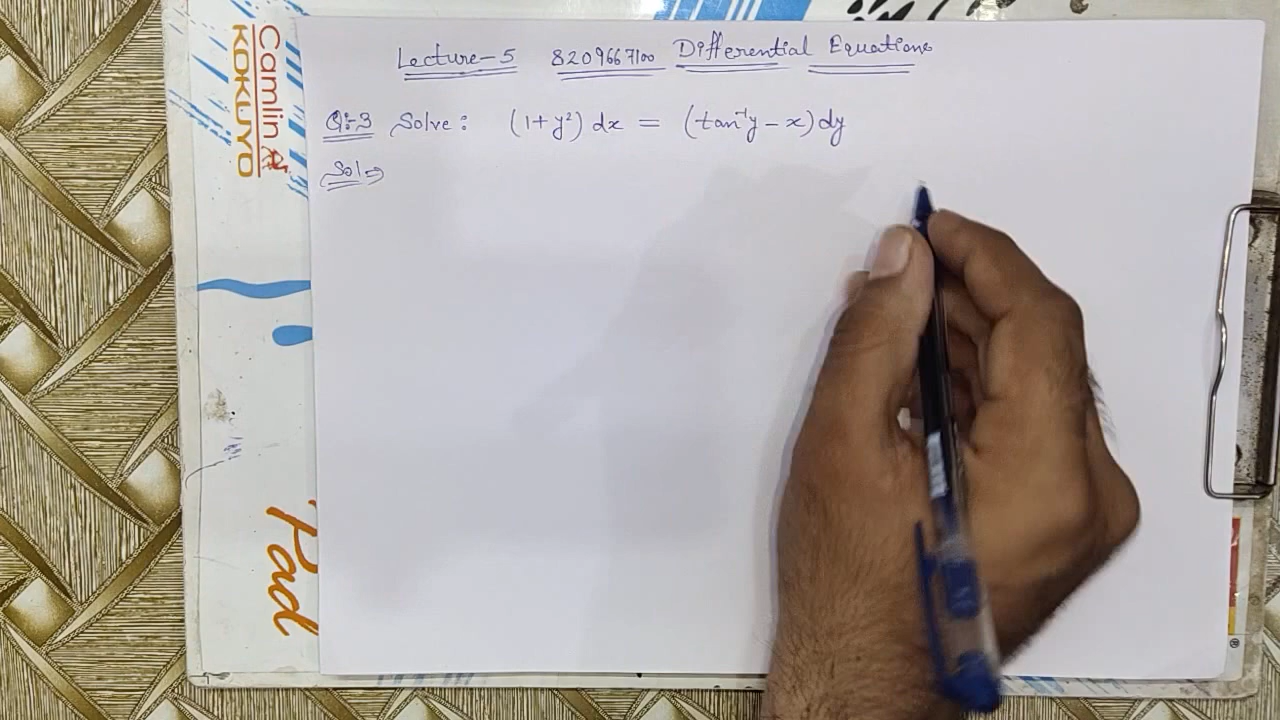 Lecture-5 8209667100 Differential Equations
Q:-3 Solve: (1+y²) dx = (tan⁻¹y - x) dy
Sol⇒
Camlin
KOKUYO
Pad